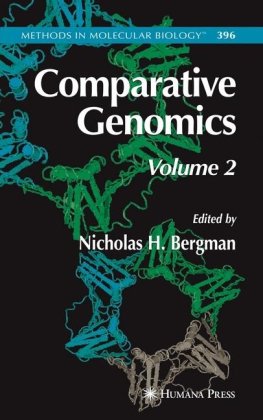 METHODS IN MOLECULAR BIOLOGY™ 396
Comparative
Genomics
Volume 2
Edited by
Nicholas H. Bergman
HUMANA PRESS